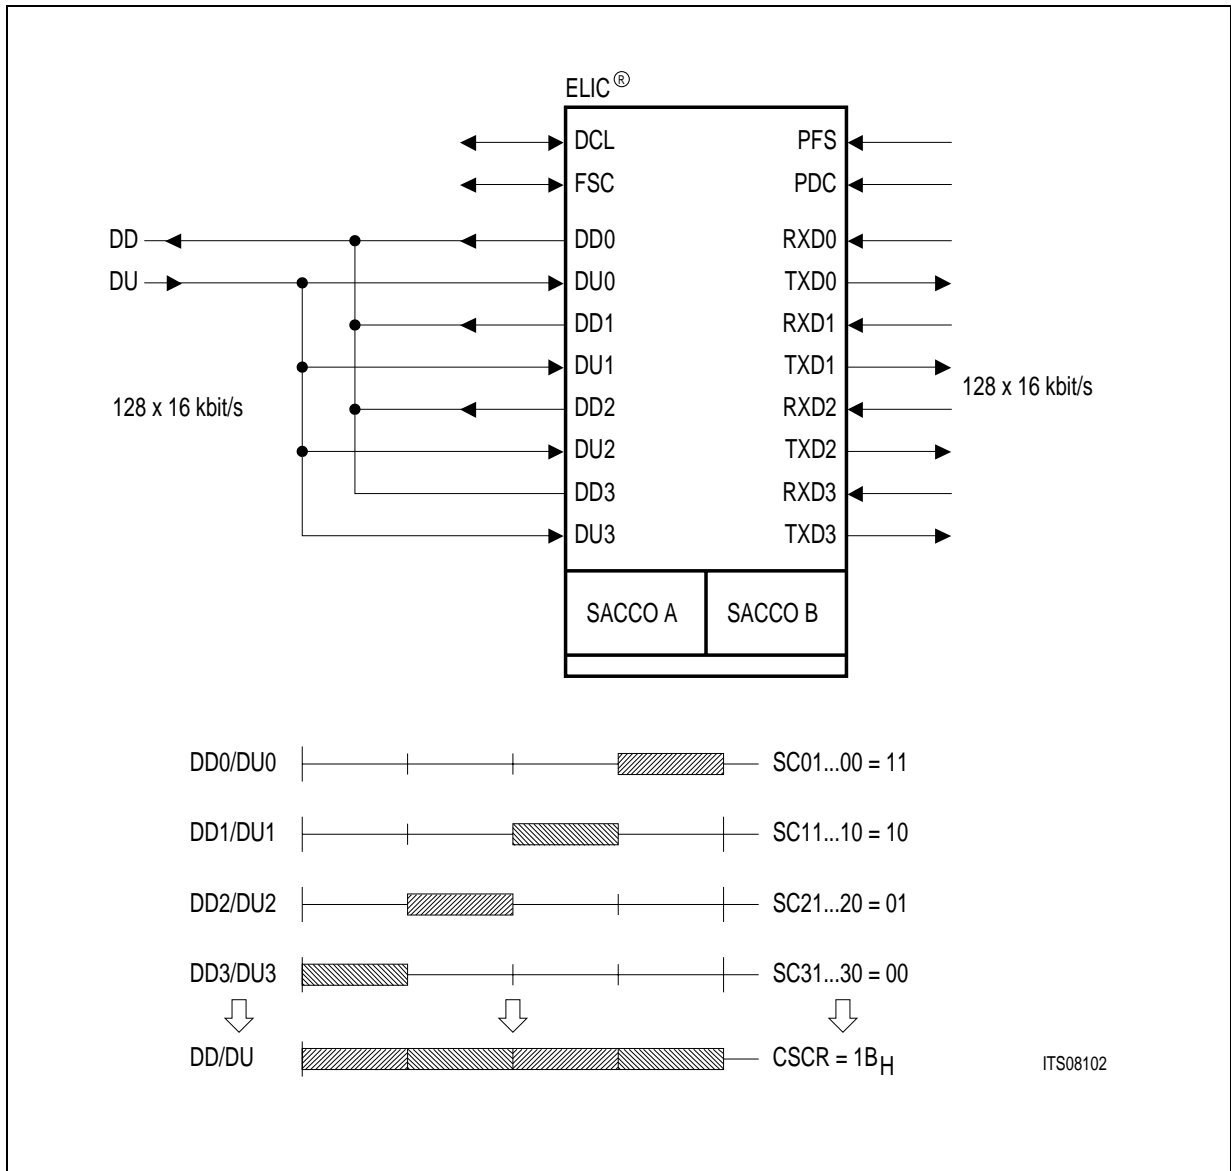 ELIC®
DCL PFS
FSC PDC
DD DD0 RXD0
DU DU0 TXD0
DD1 RXD1
DU1 TXD1
128 x 16 kbit/s 128 x 16 kbit/s
DD2 RXD2
DU2 TXD2
DD3 RXD3
DU3 TXD3
SACCO A SACCO B
DD0/DU0 SC01...00 = 11
DD1/DU1 SC11...10 = 10
DD2/DU2 SC21...20 = 01
DD3/DU3 SC31...30 = 00
DD/DU CSCR = 1BH
ITS08102